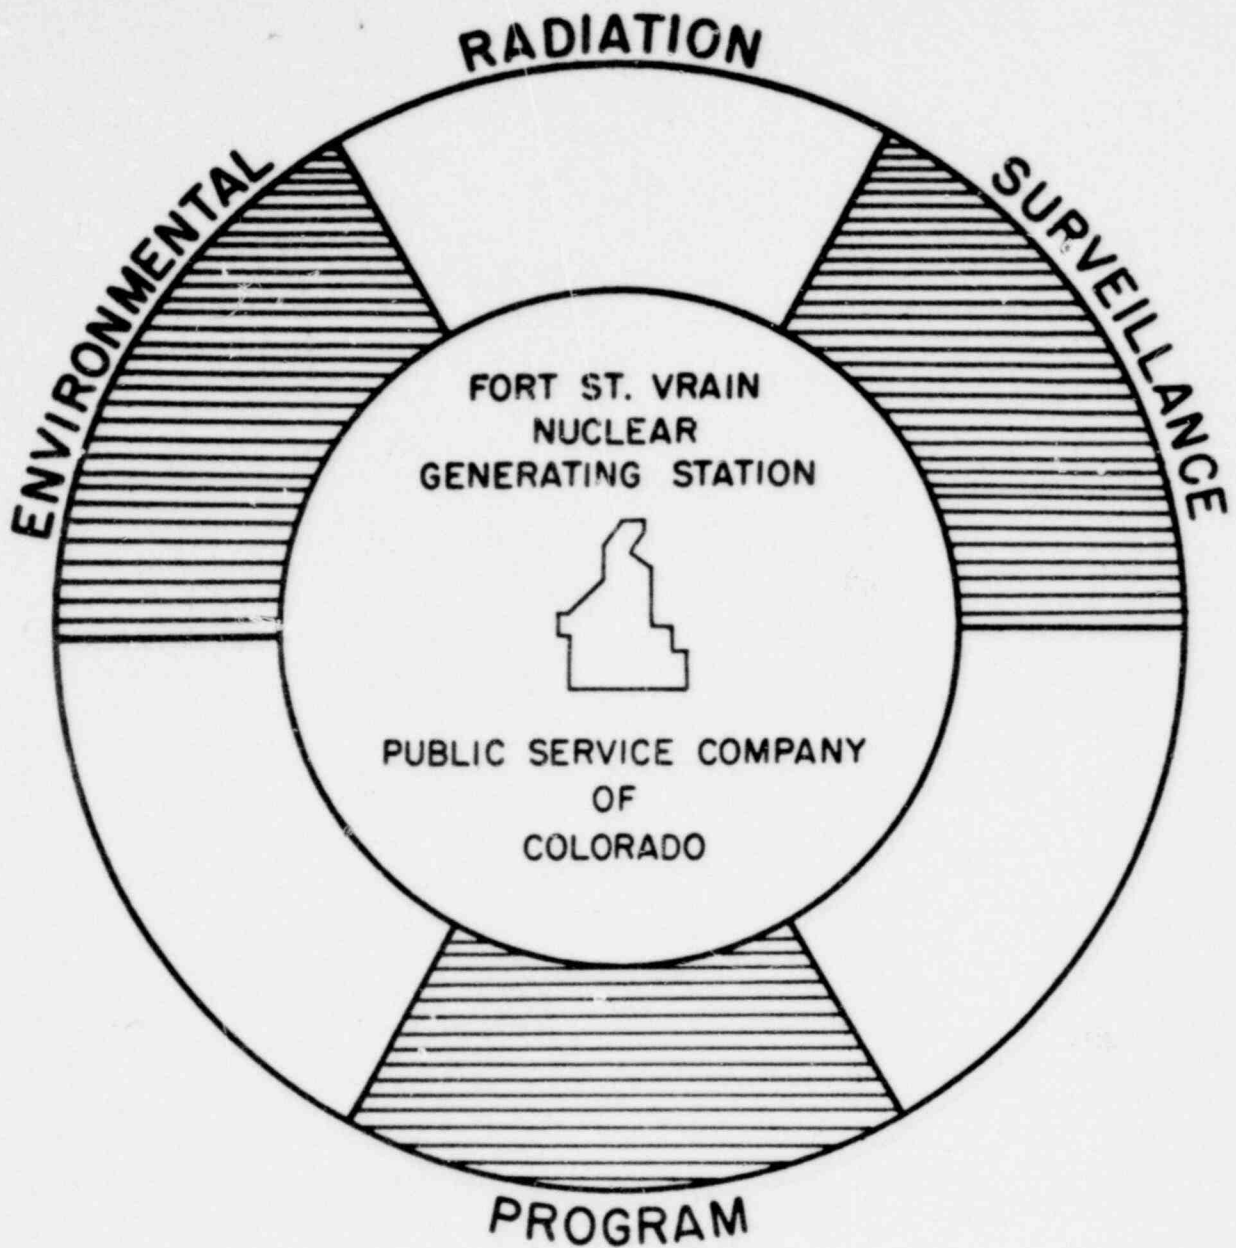 ENVIRONMENTAL
RADIATION
SURVEILLANCE
PROGRAM
FORT ST. VRAIN
NUCLEAR
GENERATING STATION
PUBLIC SERVICE COMPANY
OF
COLORADO